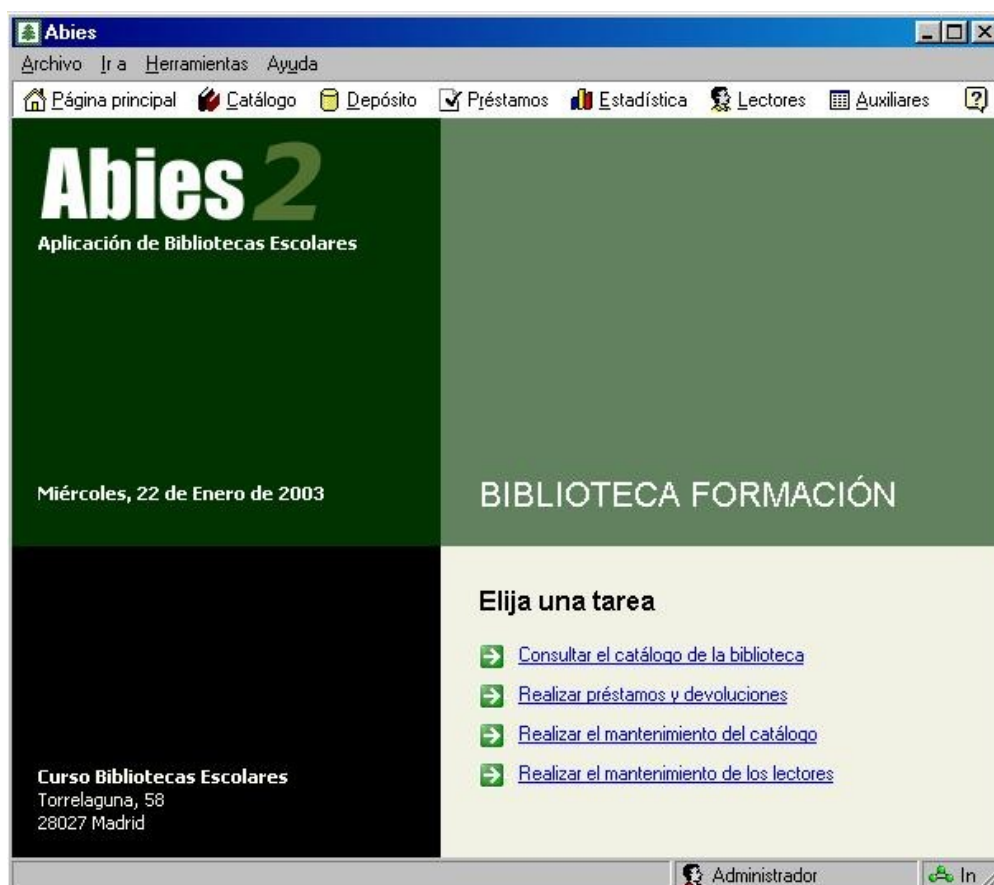 Abies
Archivo Ir a Herramientas Ayuda
Página principal Catálogo Depósito Préstamos Estadística Lectores Auxiliares
Abies 2
Aplicación de Bibliotecas Escolares
Miércoles, 22 de Enero de 2003
BIBLIOTECA FORMACIÓN
Elija una tarea
Consultar el catálogo de la biblioteca
Realizar préstamos y devoluciones
Realizar el mantenimiento del catálogo
Realizar el mantenimiento de los lectores
Curso Bibliotecas Escolares
Torrelaguna, 58
28027 Madrid
Administrador In